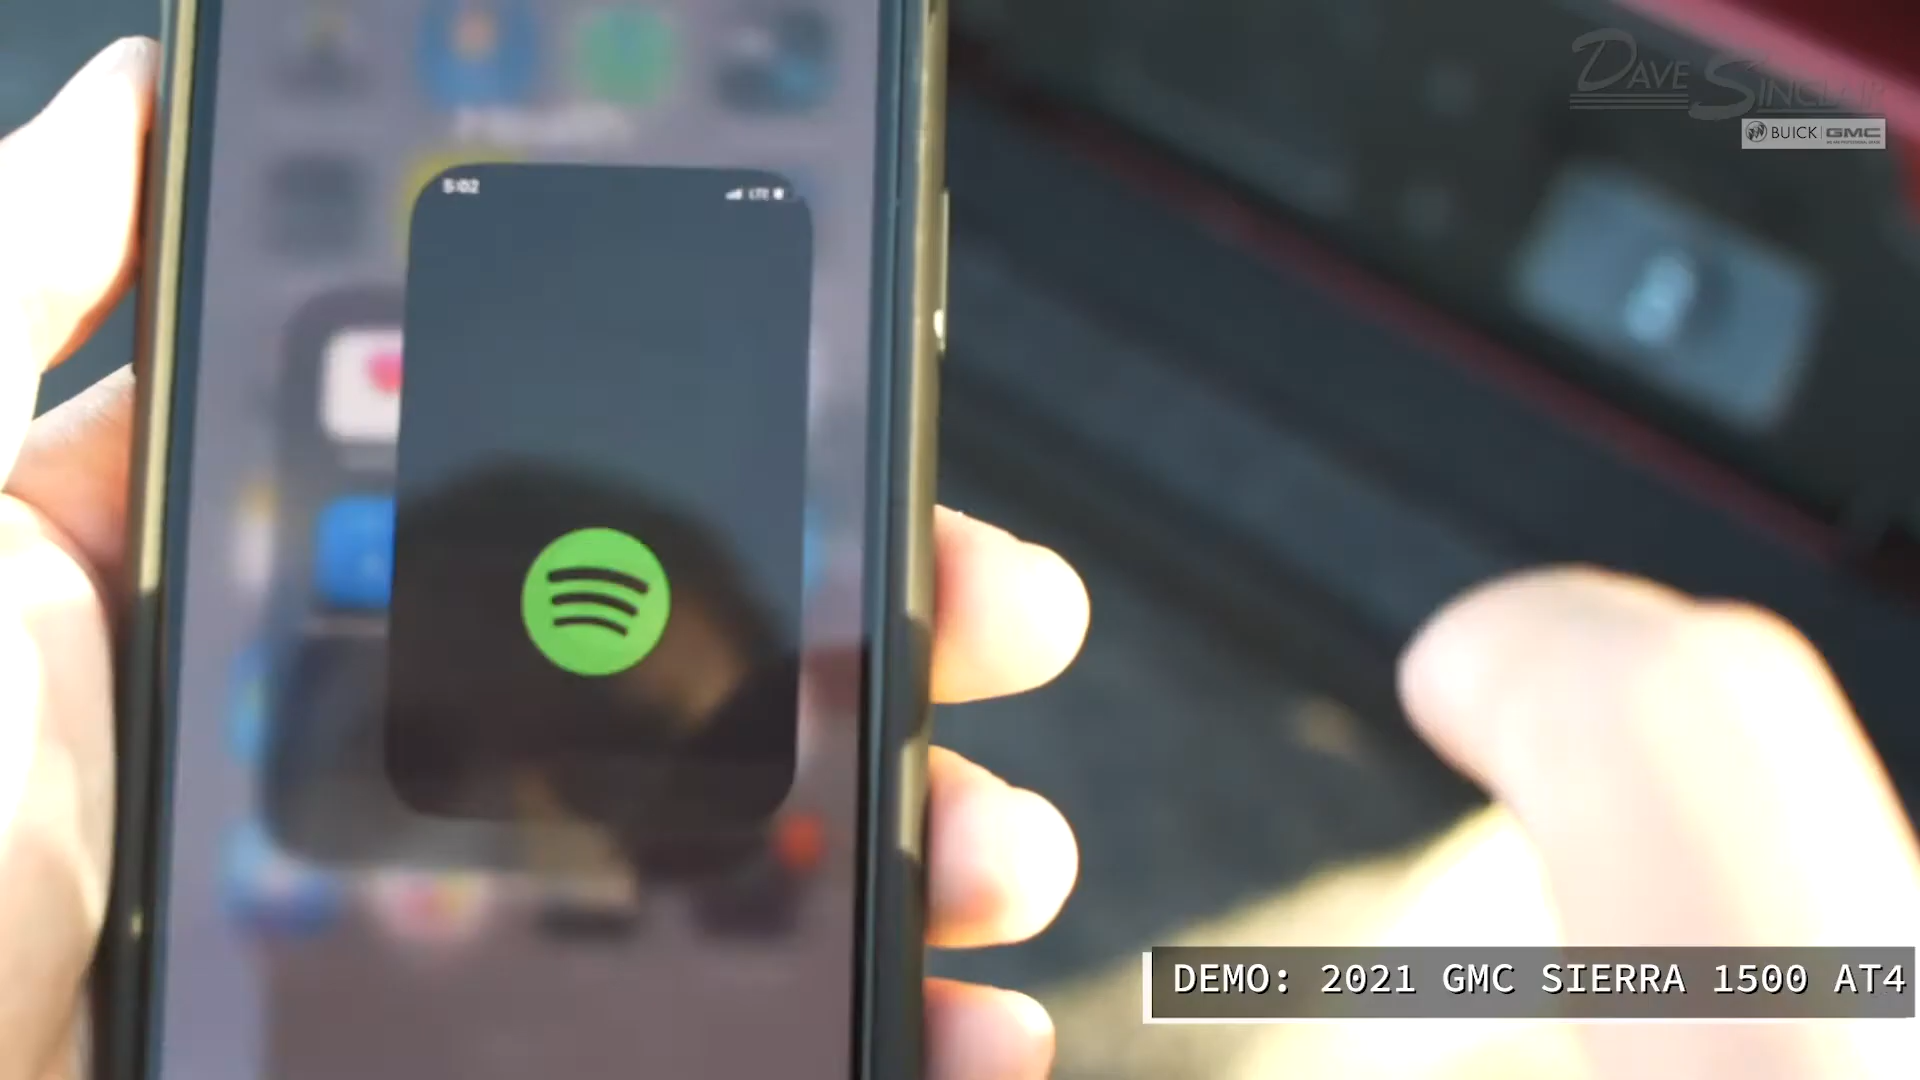 DAVE SINCLAIR
BUICK GMC
5:02
LTE
DEMO: 2021 GMC SIERRA 1500 AT4